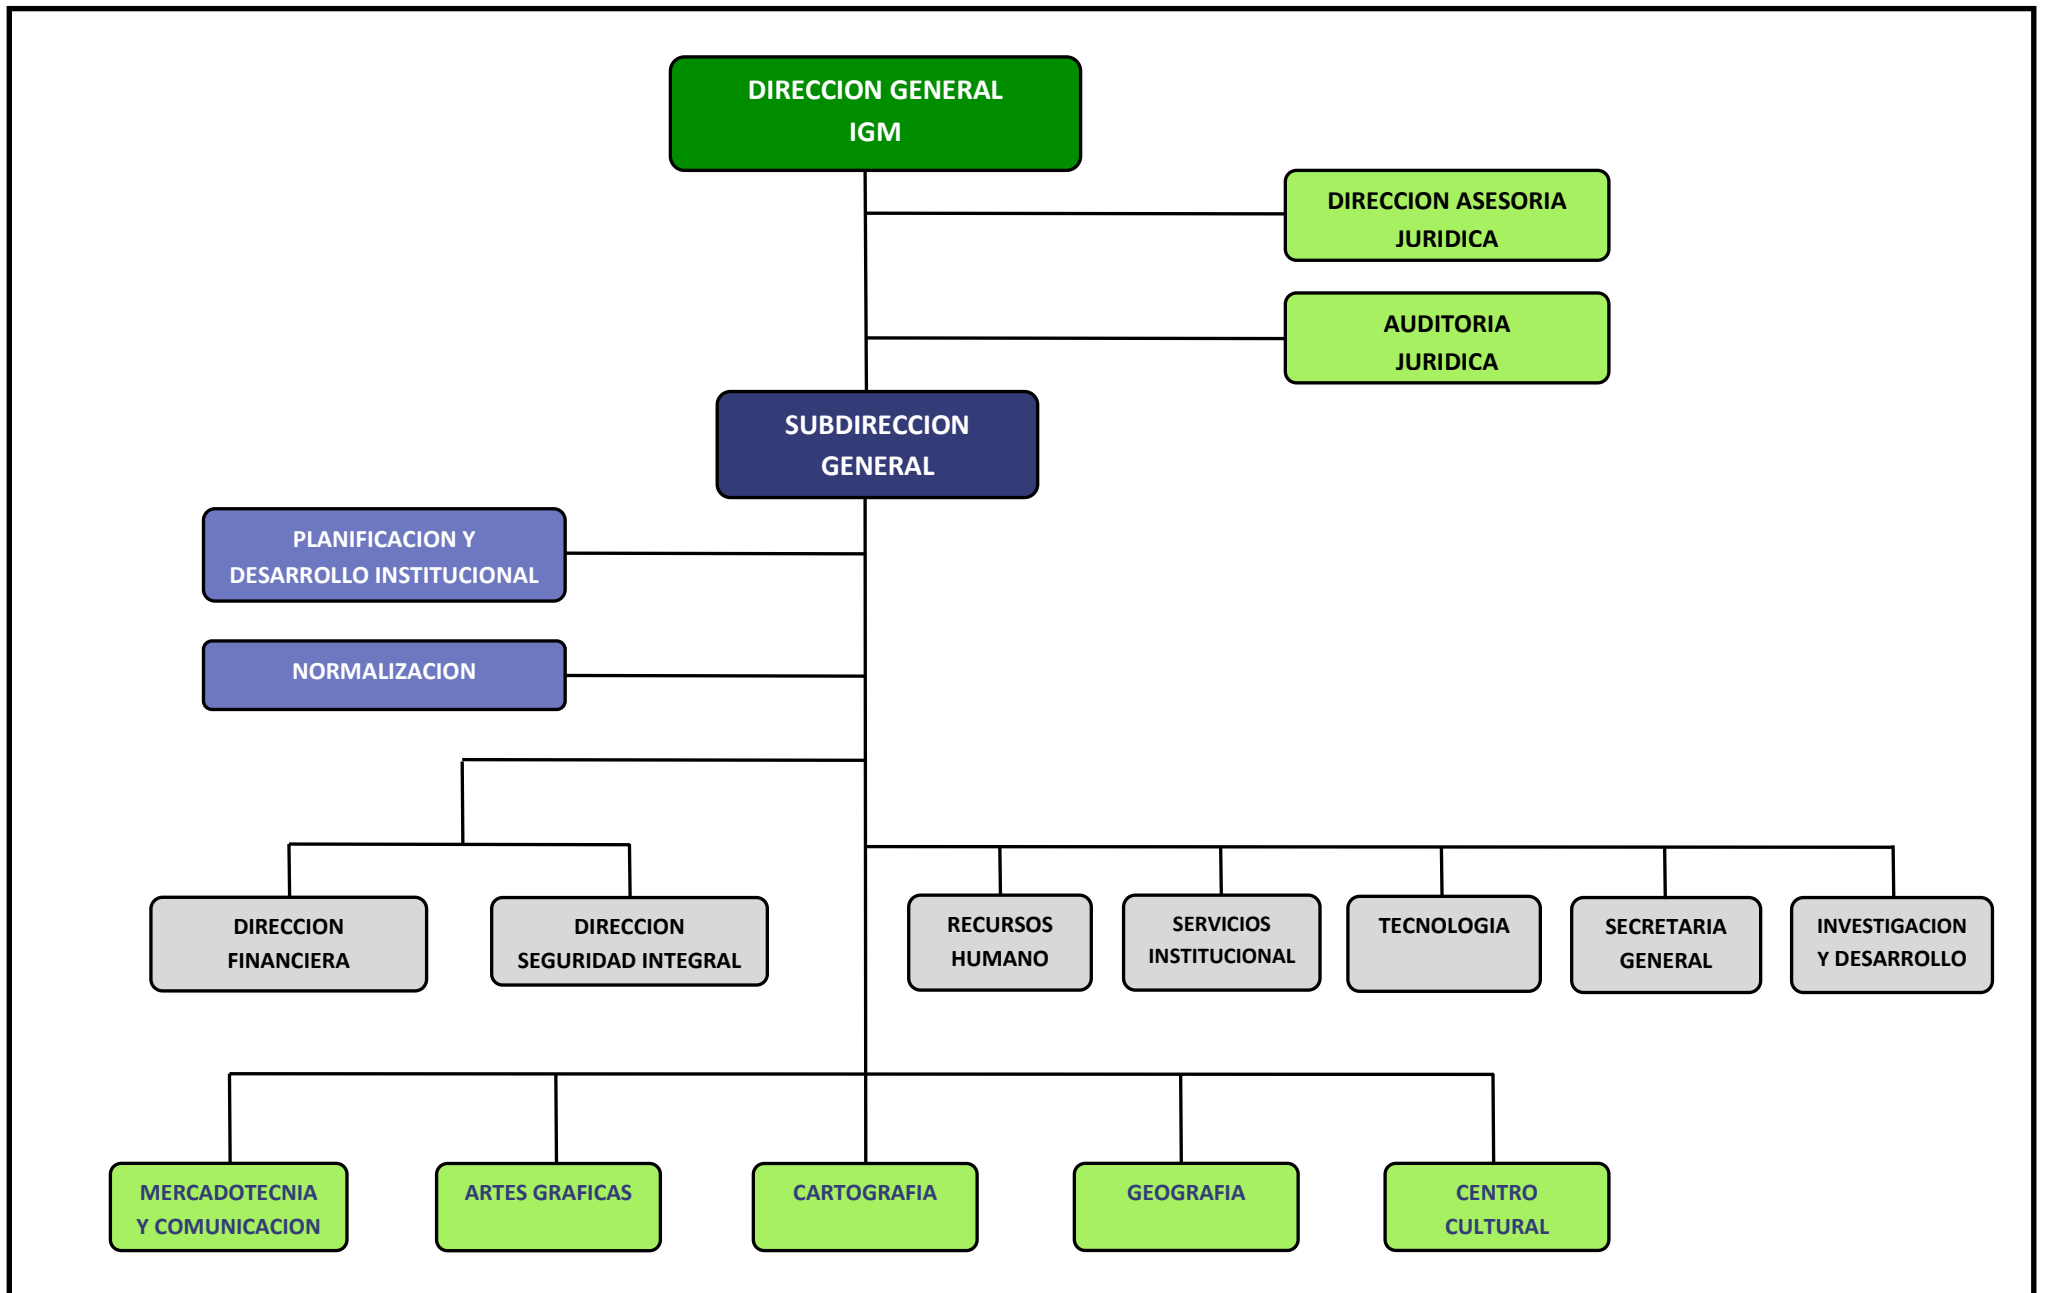 DIRECCION GENERAL
IGM
DIRECCION ASESORIA
JURIDICA
AUDITORIA
JURIDICA
SUBDIRECCION
GENERAL
PLANIFICACION Y
DESARROLLO INSTITUCIONAL
NORMALIZACION
DIRECCION
FINANCIERA
DIRECCION
SEGURIDAD INTEGRAL
RECURSOS
HUMANO
SERVICIOS
INSTITUCIONAL
TECNOLOGIA
SECRETARIA
GENERAL
INVESTIGACION
Y DESARROLLO
MERCADOTECNIA
Y COMUNICACION
ARTES GRAFICAS
CARTOGRAFIA
GEOGRAFIA
CENTRO
CULTURAL